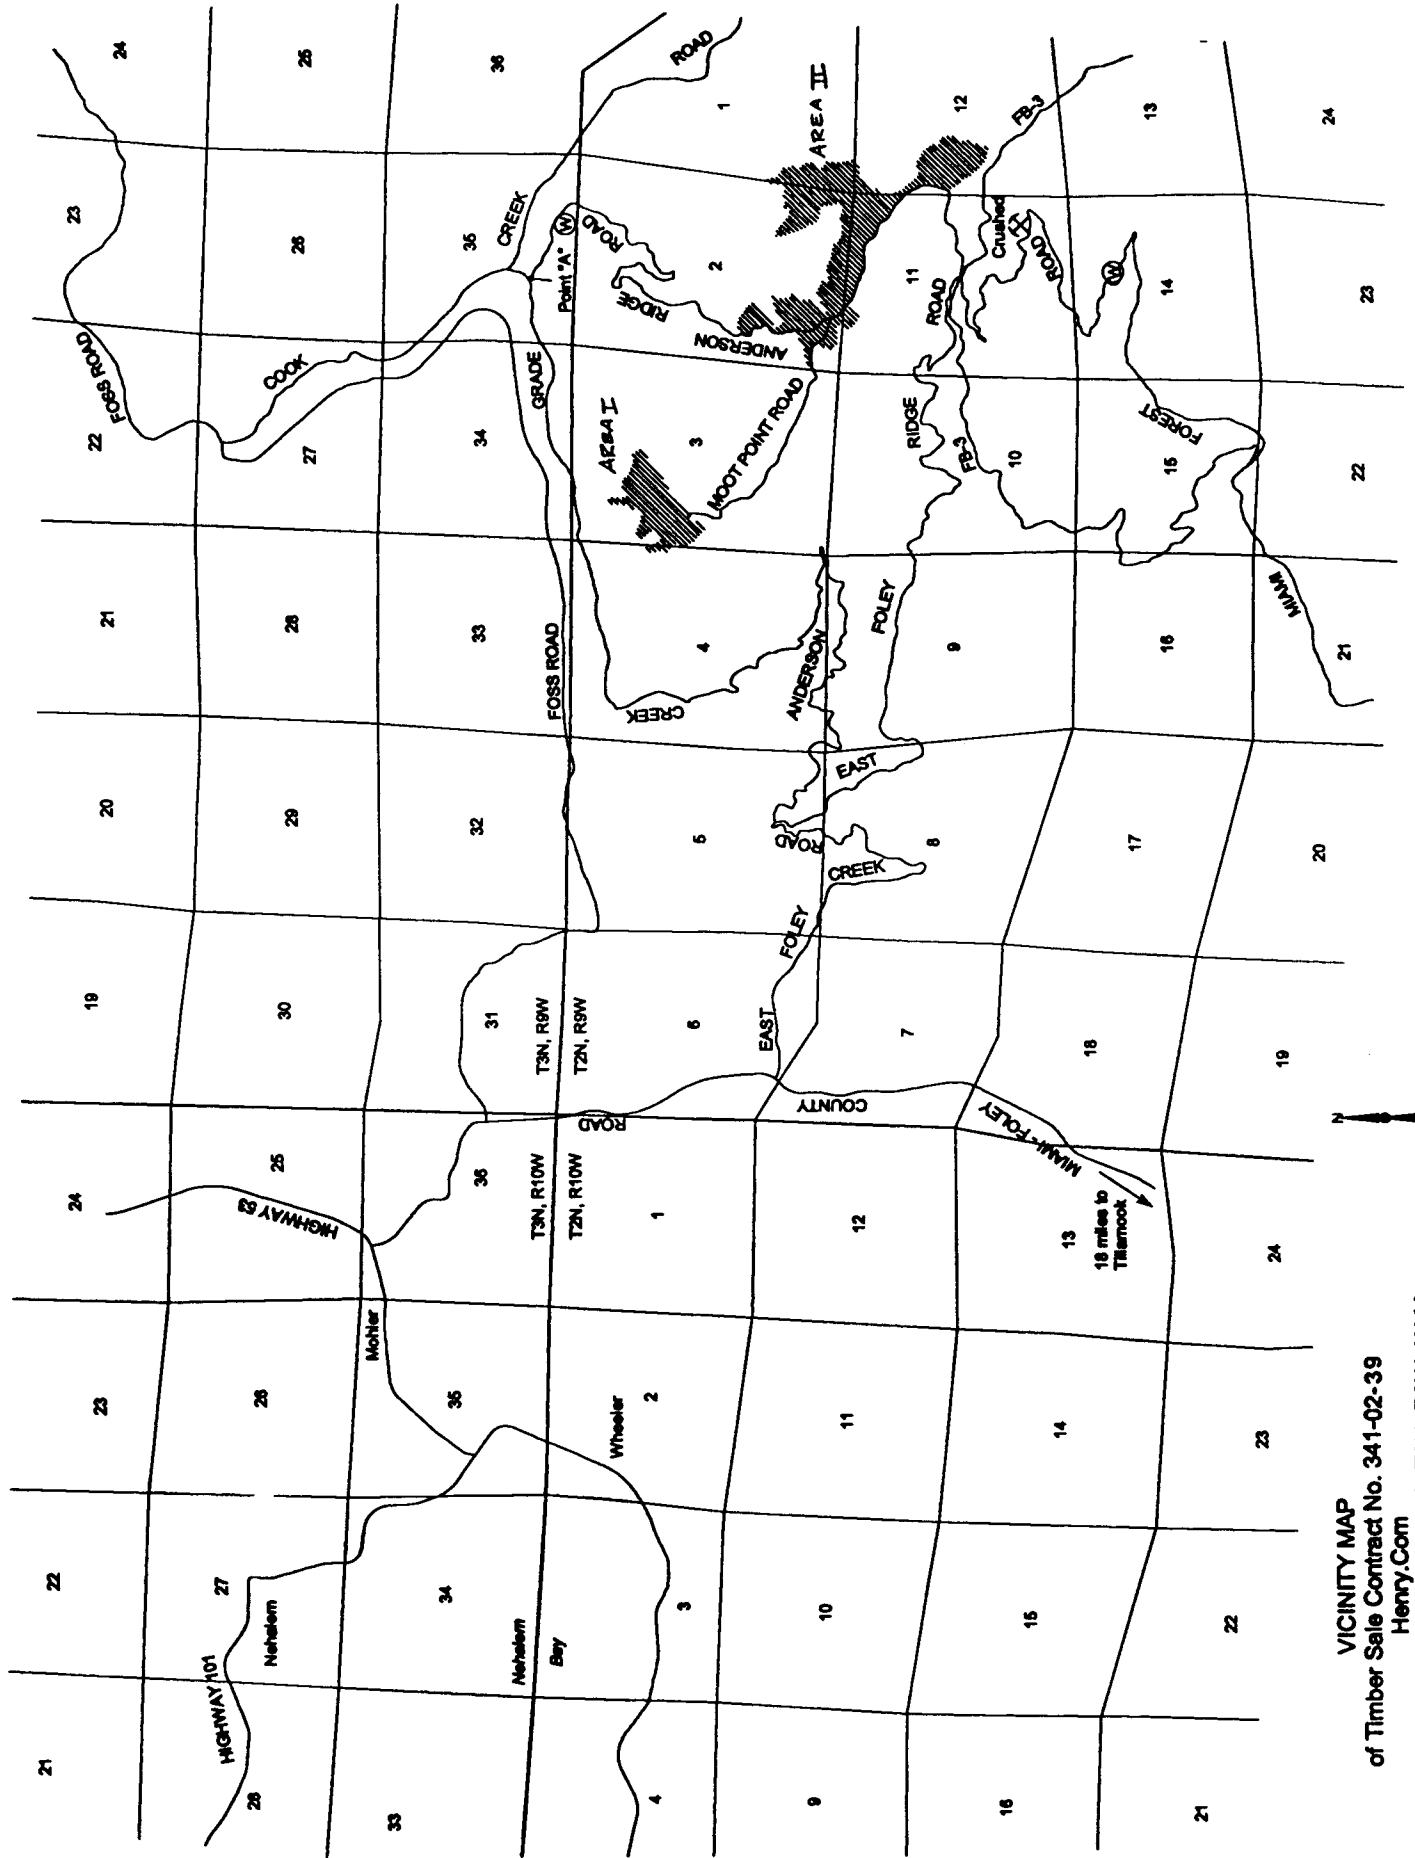 21
22
23
24
19
20
21
22
23
24
HIGHWAY 101
28
27
Nehalem
26
25
HIGHWAY 53
30
29
28
27
26
25
FOSS ROAD
COOK
33
34
35
Mohler
36
31
32
33
34
35
36
CREEK
ROAD
Nehalem
Bay
T3N, R10W
T2N, R10W
T3N, R9W
T2N, R9W
FOSS ROAD
GRADE
Point "A"
W
ROAD
4
3
2
Wheeler
1
ROAD
6
5
4
CREEK
3
AREA I
MOOT POINT ROAD
2
RIDGE
ANDERSON
1
AREA II
9
10
11
12
COUNTY
7
EAST
FOLEY
CREEK
ROAD
8
EAST
ANDERSON
FOLEY
9
RIDGE
FB-3
10
ROAD
11
Crushed
12
FB-3
16
15
14
13
MIAMI - FOLEY
18 miles to
Tillamook
18
17
16
15
FOREST
14
W
ROAD
13
21
22
23
24
19
20
21
MIAMI
22
23
24
N
VICINITY MAP
of Timber Sale Contract No. 341-02-39
Henry.Com